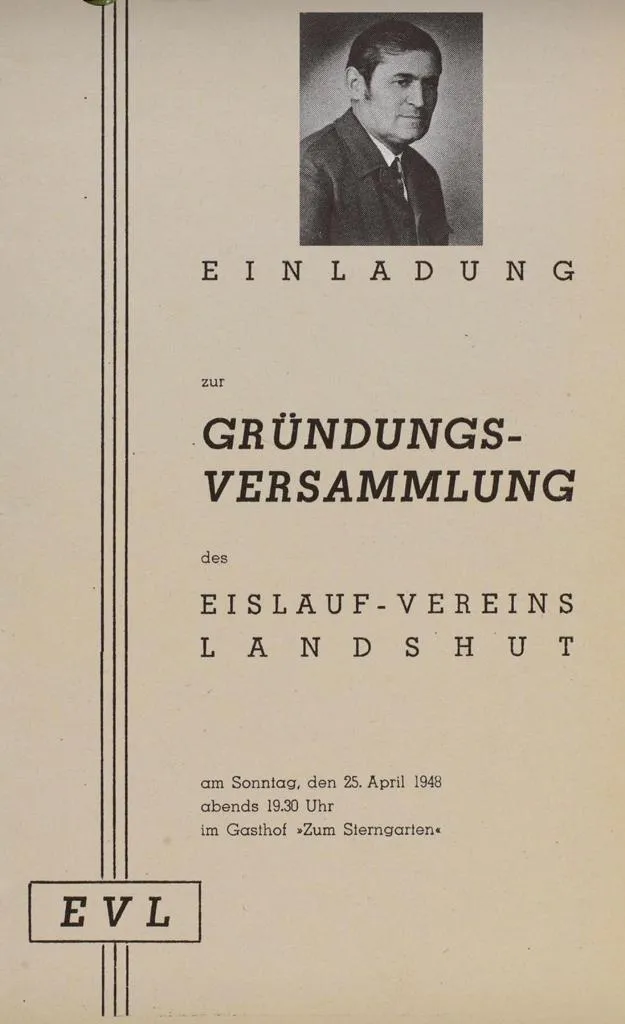 EINLADUNG
zur
GRÜNDUNGS-
VERSAMMLUNG
des
EISLAUF-VEREINS
LANDSHUT
am Sonntag, den 25. April 1948
abends 19.30 Uhr
im Gasthof »Zum Sterngarten«
EVL